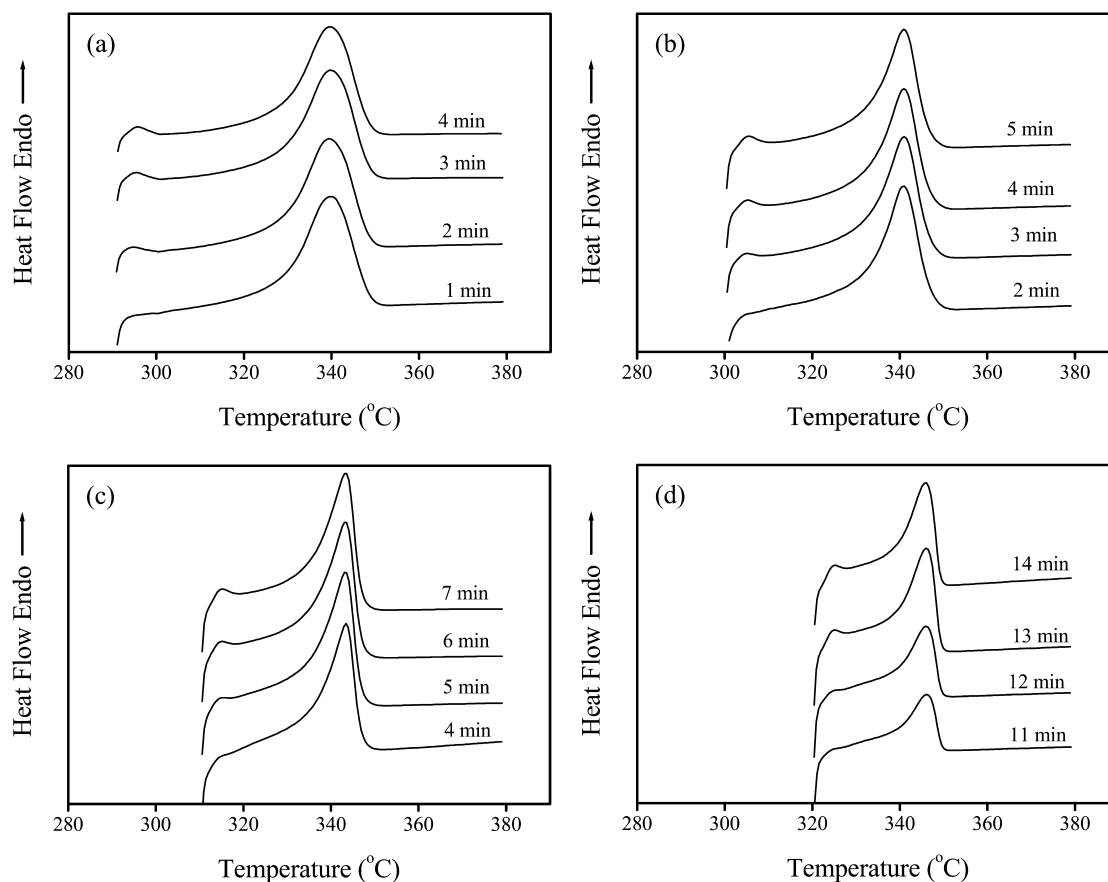 (a)
Heat Flow Endo
4 min
3 min
2 min
1 min
280 300 320 340 360 380
Temperature (°C)
(b)
Heat Flow Endo
5 min
4 min
3 min
2 min
280 300 320 340 360 380
Temperature (°C)
(c)
Heat Flow Endo
7 min
6 min
5 min
4 min
280 300 320 340 360 380
Temperature (°C)
(d)
Heat Flow Endo
14 min
13 min
12 min
11 min
280 300 320 340 360 380
Temperature (°C)